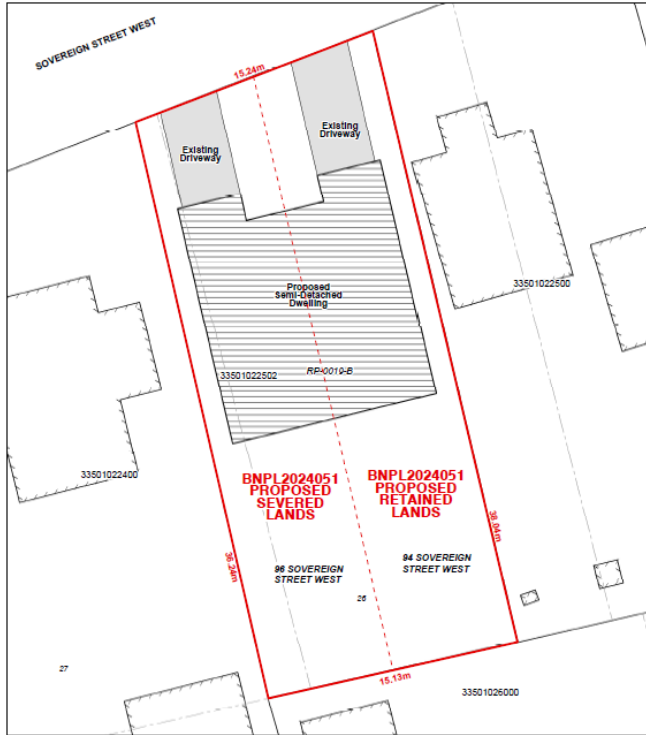 SOVEREIGN STREET WEST
15.24m
Existing
Driveway
Existing
Driveway
33501022500
Proposed
Semi-Detached
Dwelling
RP-0010-B
33501022502
33501022400
BNPL2024051
PROPOSED
SEVERED
LANDS
BNPL2024051
PROPOSED
RETAINED
LANDS
36.24m
38.04m
96 SOVEREIGN
STREET WEST
94 SOVEREIGN
STREET WEST
26
27
15.13m
33501026000